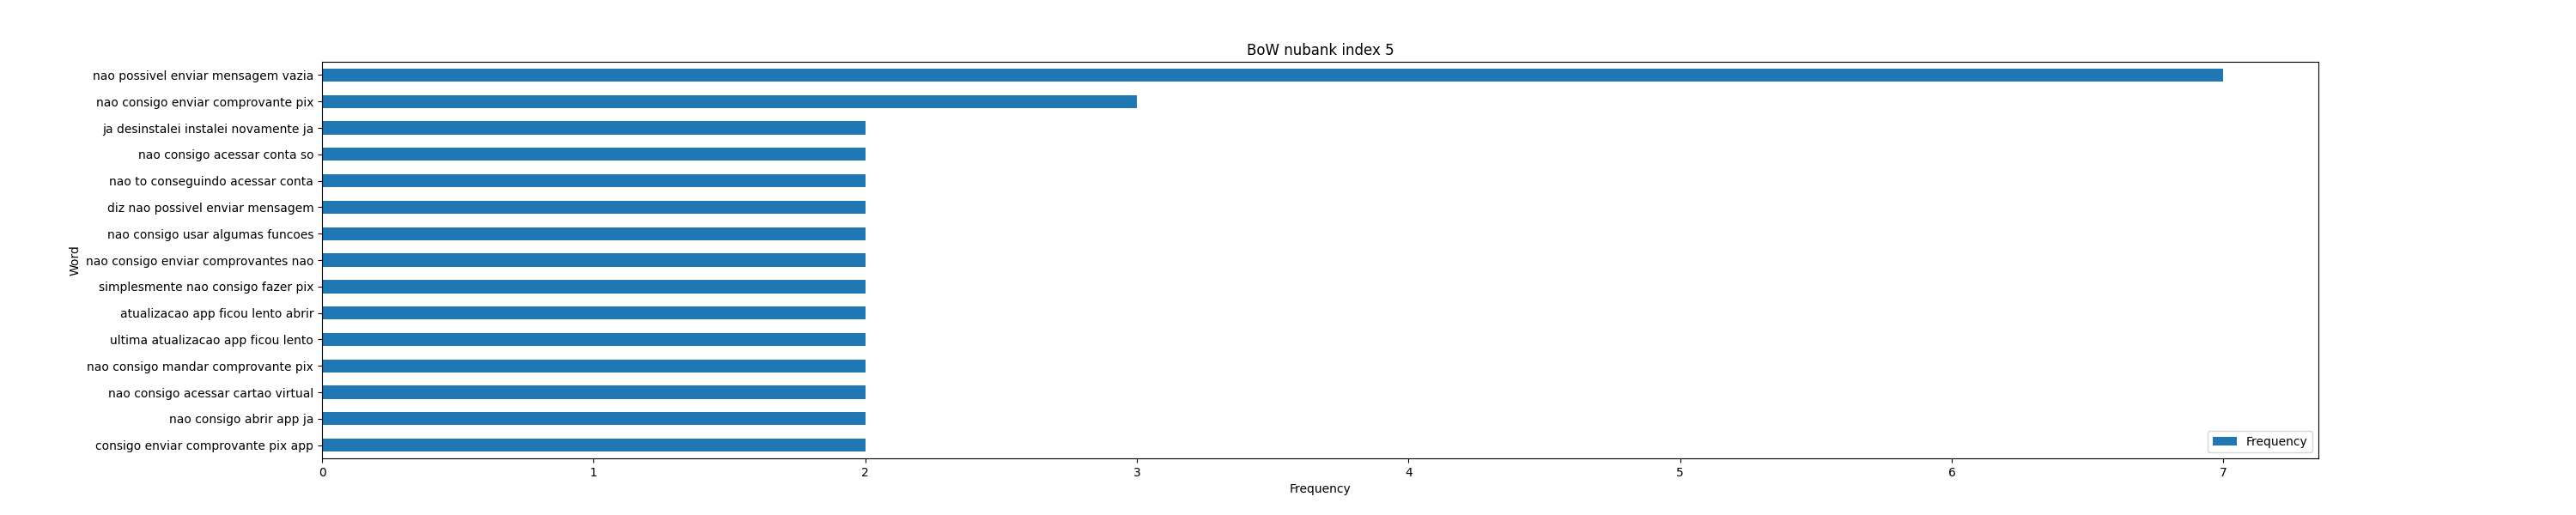 BoW nubank index 5
nao possivel enviar mensagem vazia
nao consigo enviar comprovante pix
ja desinstalei instalei novamente ja
nao consigo acessar conta so
nao to conseguindo acessar conta
diz nao possivel enviar mensagem
nao consigo usar algumas funcoes
nao consigo enviar comprovantes nao
simplesmente nao consigo fazer pix
atualizacao app ficou lento abrir
ultima atualizacao app ficou lento
nao consigo mandar comprovante pix
nao consigo acessar cartao virtual
nao consigo abrir app ja
consigo enviar comprovante pix app
Word
Frequency
0 1 2 3 4 5 6 7
Frequency